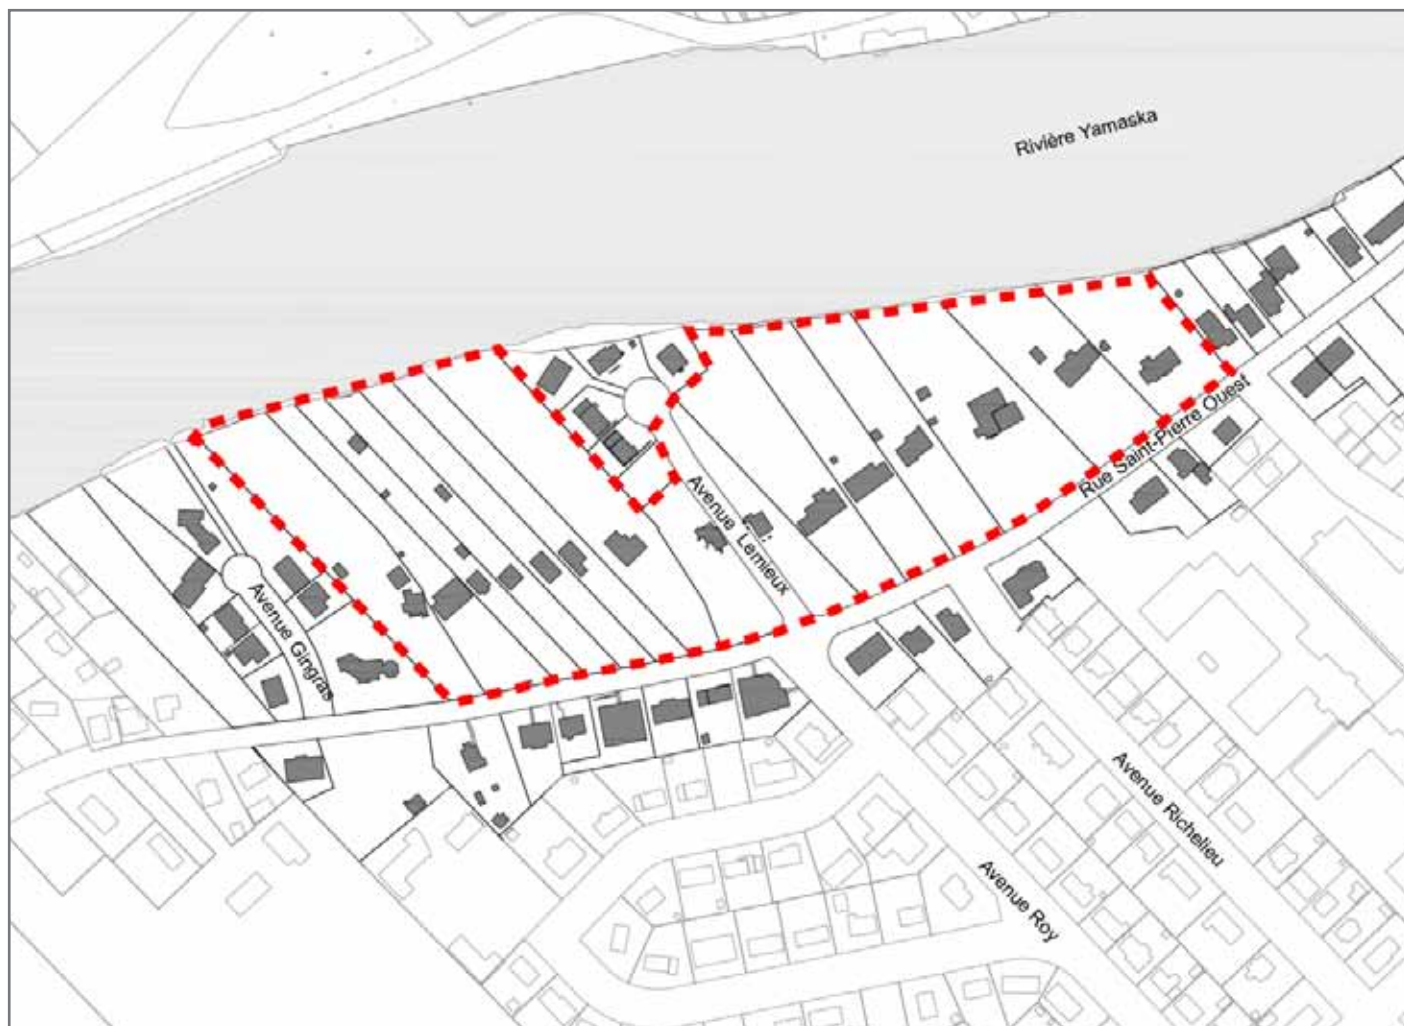 Rivière Yamaska
Rue Saint-Pierre Ouest
Avenue Lemieux
Avenue Gingras
Avenue Richelieu
Avenue Roy